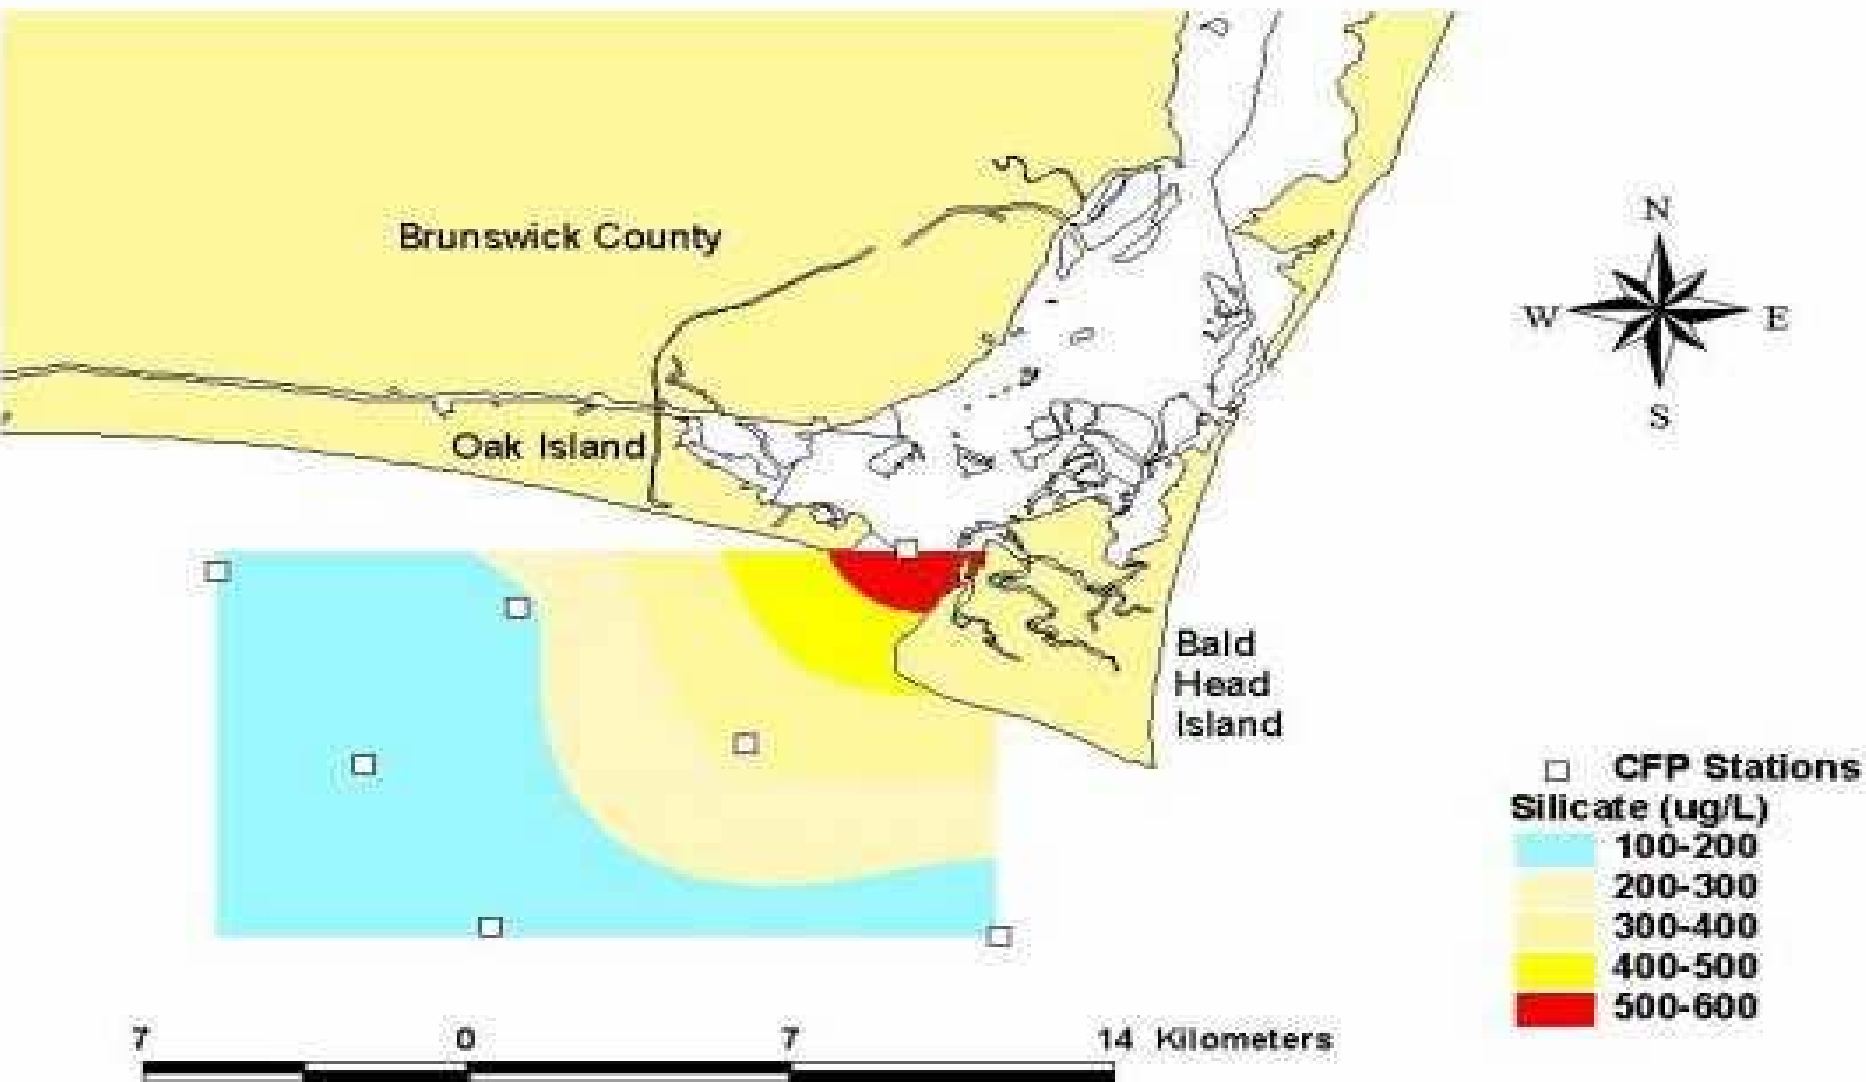 N
Brunswick County
W E
S
Oak Island
Bald
Head
Island
CFP Stations
Silicate (ug/L)
100-200
200-300
300-400
400-500
500-600
7 0 7 14 Kilometers